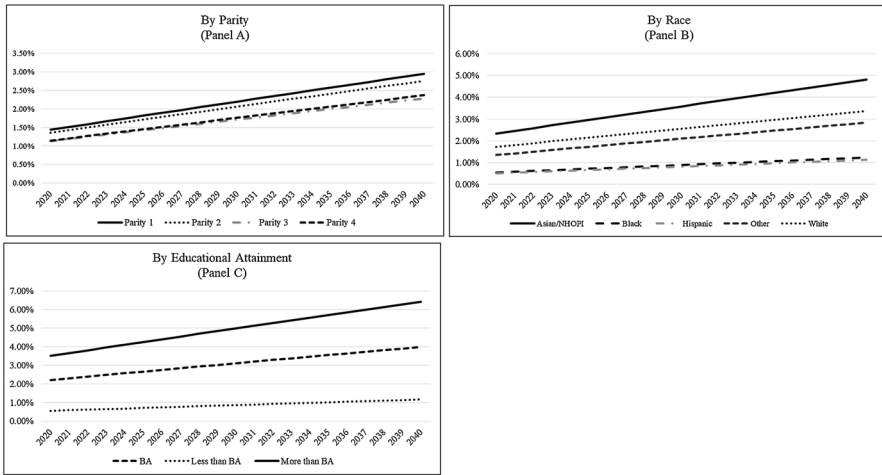 By Parity
(Panel A)
3.50%
3.00%
2.50%
2.00%
1.50%
1.00%
0.50%
0.00%
2020 2021 2022 2023 2024 2025 2026 2027 2028 2029 2030 2031 2032 2033 2034 2035 2036 2037 2038 2039 2040
Parity 1 Parity 2 Parity 3 Parity 4
By Race
(Panel B)
6.00%
5.00%
4.00%
3.00%
2.00%
1.00%
0.00%
2020 2021 2022 2023 2024 2025 2026 2027 2028 2029 2030 2031 2032 2033 2034 2035 2036 2037 2038 2039 2040
Asian/NHOPI Black Hispanic Other White
By Educational Attainment
(Panel C)
7.00%
6.00%
5.00%
4.00%
3.00%
2.00%
1.00%
0.00%
2020 2021 2022 2023 2024 2025 2026 2027 2028 2029 2030 2031 2032 2033 2034 2035 2036 2037 2038 2039 2040
BA Less than BA More than BA